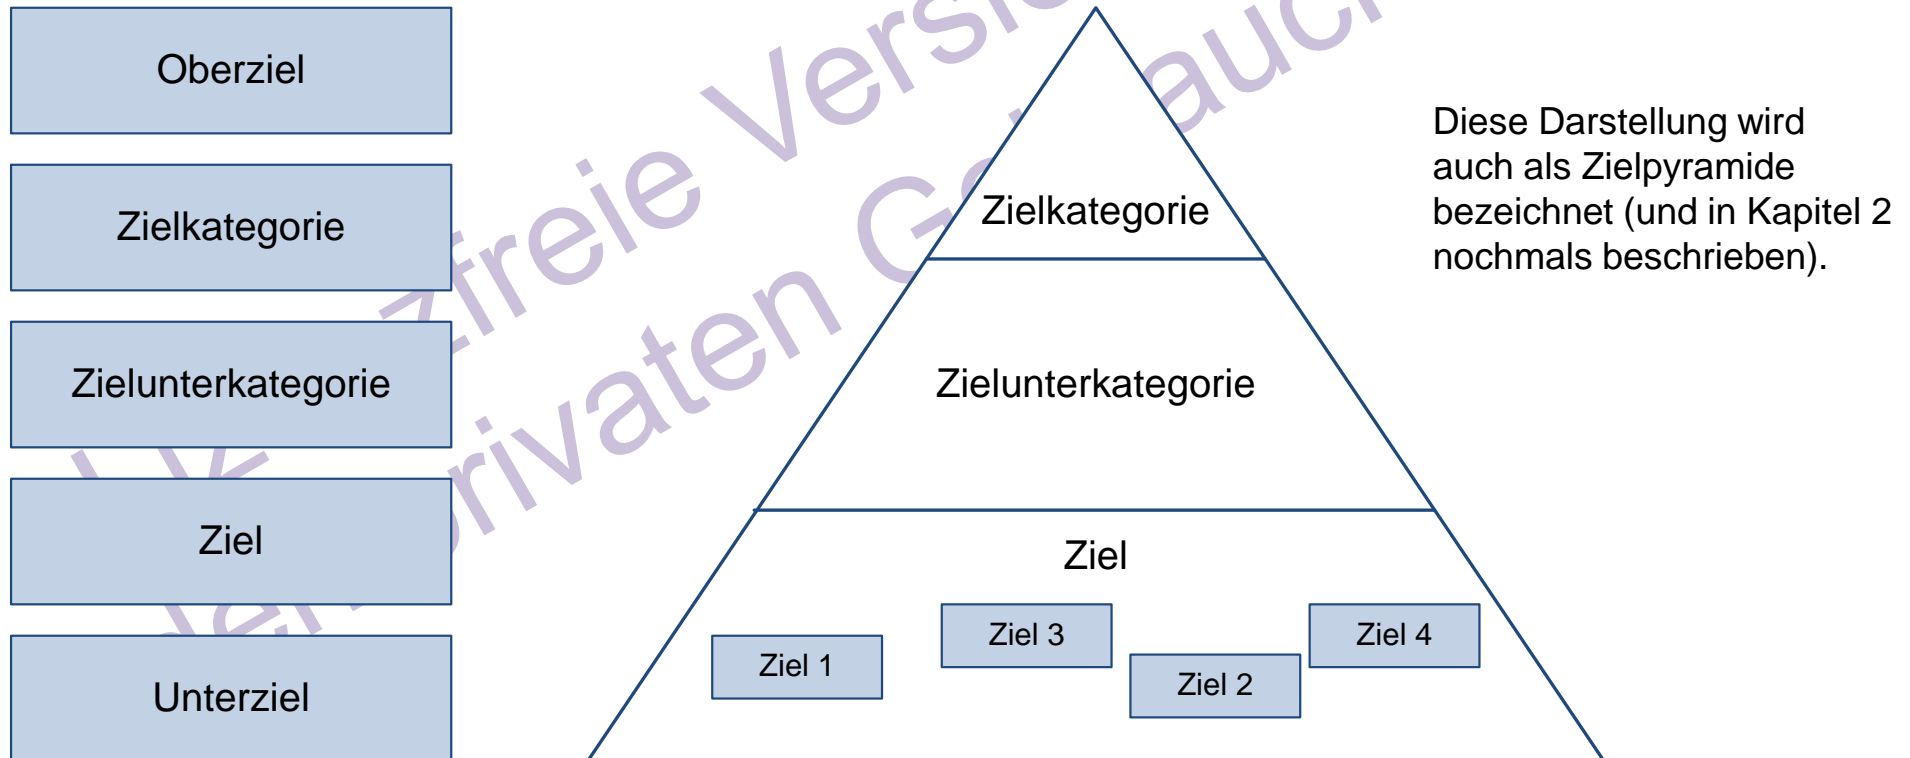 Oberziel
Zielkategorie
Zielunterkategorie
Ziel
Unterziel
Zielkategorie
Zielunterkategorie
Ziel
Ziel 1
Ziel 3
Ziel 2
Ziel 4
Diese Darstellung wird
auch als Zielpyramide
bezeichnet (und in Kapitel 2
nochmals beschrieben).
privaten